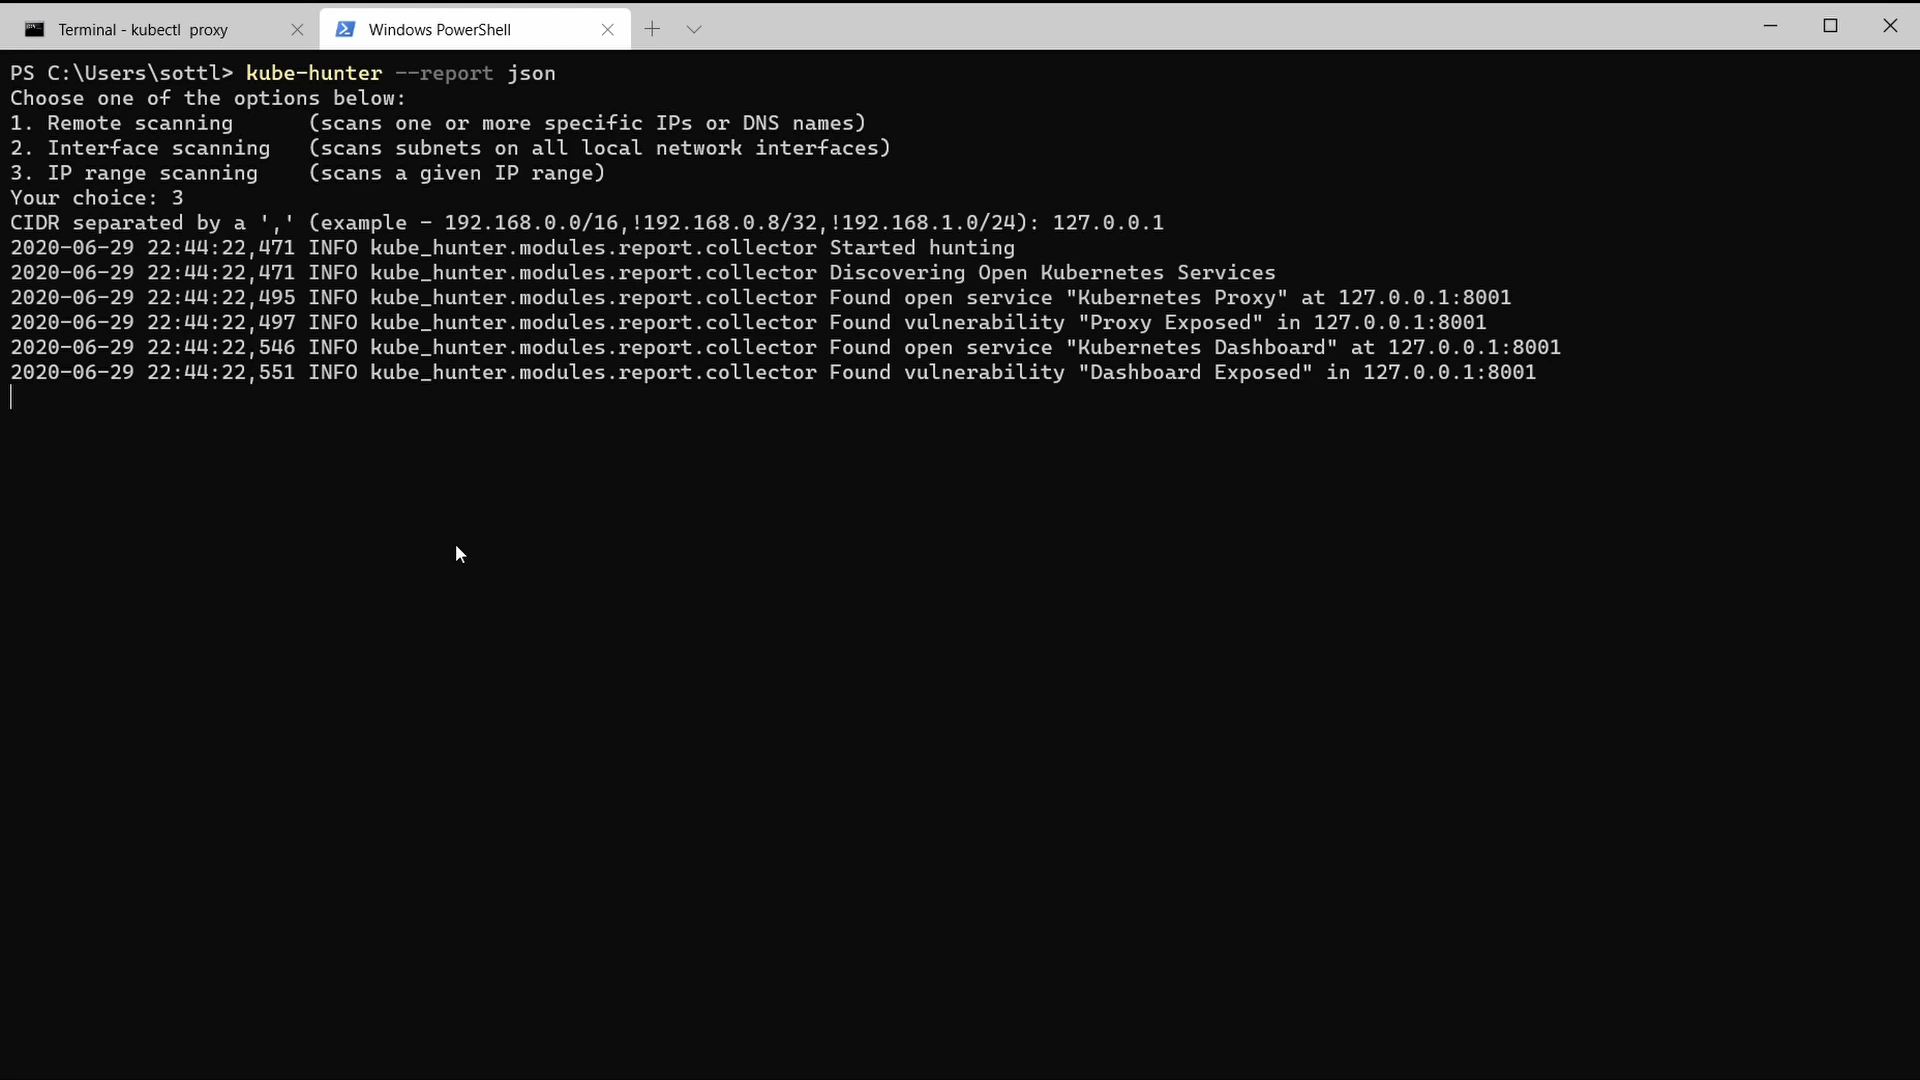 Terminal - kubectl  proxy
Windows PowerShell
PS C:\Users\sottl> kube-hunter --report json
Choose one of the options below:
1. Remote scanning      (scans one or more specific IPs or DNS names)
2. Interface scanning   (scans subnets on all local network interfaces)
3. IP range scanning    (scans a given IP range)
Your choice: 3
CIDR separated by a ',' (example - 192.168.0.0/16,!192.168.0.8/32,!192.168.1.0/24): 127.0.0.1
2020-06-29 22:44:22,471 INFO kube_hunter.modules.report.collector Started hunting
2020-06-29 22:44:22,471 INFO kube_hunter.modules.report.collector Discovering Open Kubernetes Services
2020-06-29 22:44:22,495 INFO kube_hunter.modules.report.collector Found open service "Kubernetes Proxy" at 127.0.0.1:8001
2020-06-29 22:44:22,497 INFO kube_hunter.modules.report.collector Found vulnerability "Proxy Exposed" in 127.0.0.1:8001
2020-06-29 22:44:22,546 INFO kube_hunter.modules.report.collector Found open service "Kubernetes Dashboard" at 127.0.0.1:8001
2020-06-29 22:44:22,551 INFO kube_hunter.modules.report.collector Found vulnerability "Dashboard Exposed" in 127.0.0.1:8001